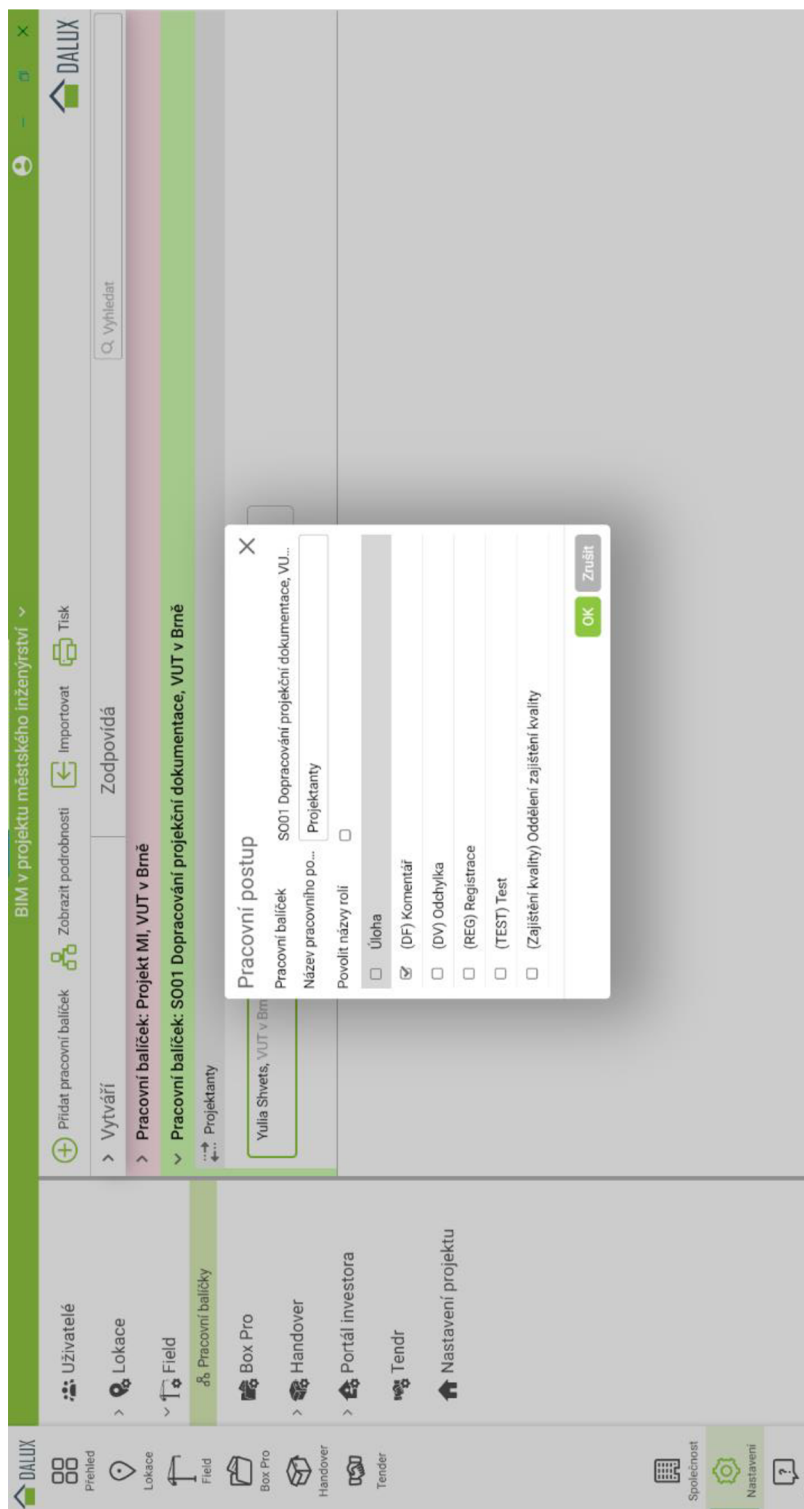 DALUX
BIM v projektu městského inženýrství
DALUX
Přehled
Lokace
Field
Box Pro
Handover
Tender
Společnost
Nastavení
Uživatelé
Lokace
Field
Pracovní balíčky
Box Pro
Handover
Portál investora
Tendr
Nastavení projektu
Přidat pracovní balíček Zobrazit podrobnosti Importovat Tisk
Vytváří Zodpovídá Vyhledat
Pracovní balíček: Projekt MI, VUT v Brně
Pracovní balíček: SO01 Dopracování projekční dokumentace, VUT v Brně
Projektanty
Yulia Shvets, VUT v Brn
Pracovní postup
Pracovní balíček SO01 Dopracování projekční dokumentace, VU...
Název pracovního po... Projektanty
Povolit názvy rolí
Úloha
(DF) Komentář
(DV) Odchylka
(REG) Registrace
(TEST) Test
(Zajištění kvality) Oddělení zajištění kvality
OK Zrušit